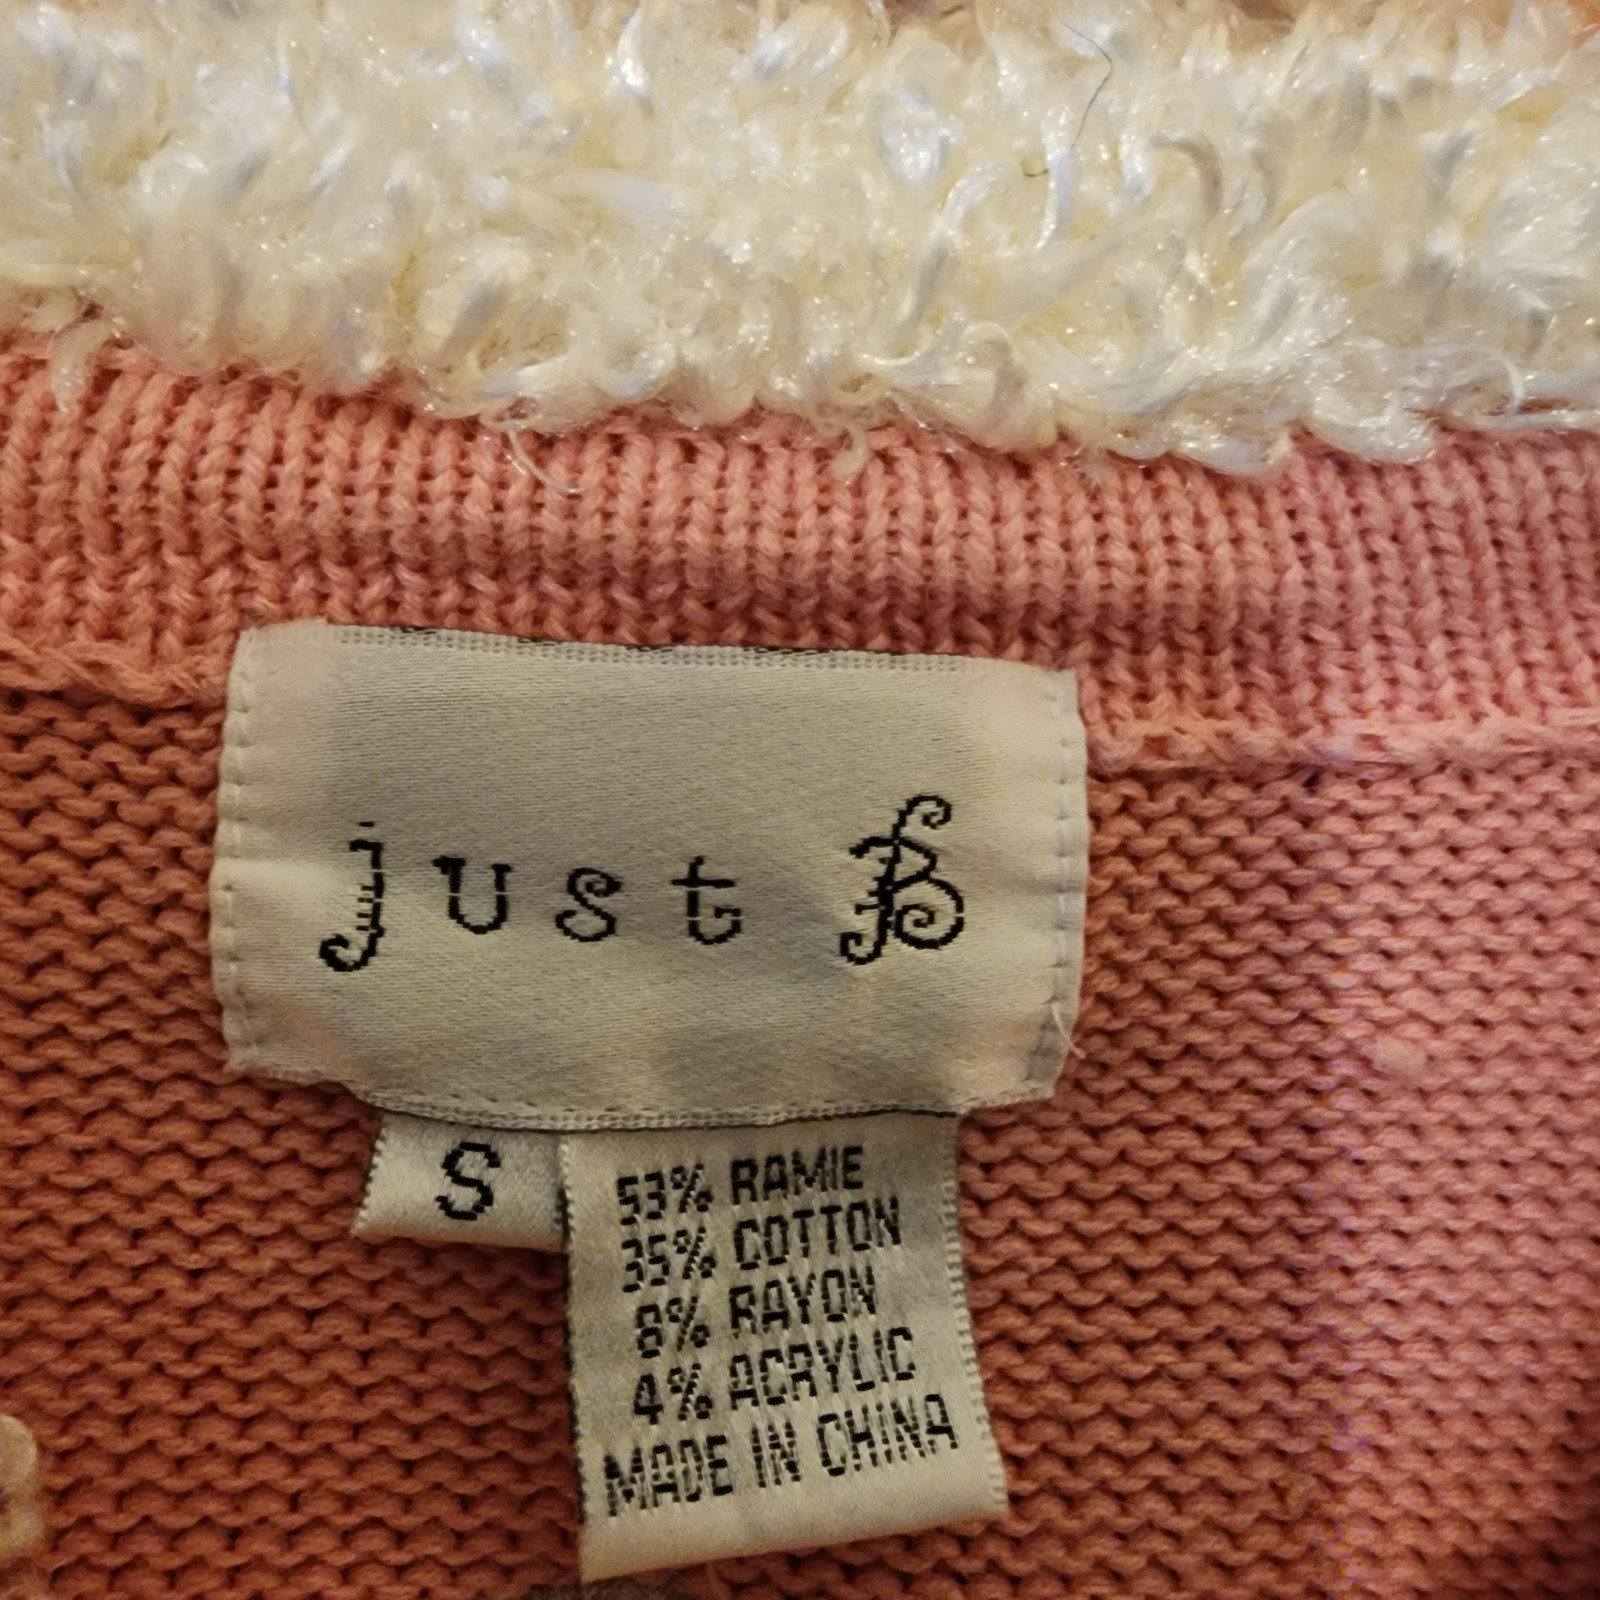 just B
S
53% RAMIE
35% COTTON
8% RAYON
4% ACRYLIC
MADE IN CHINA